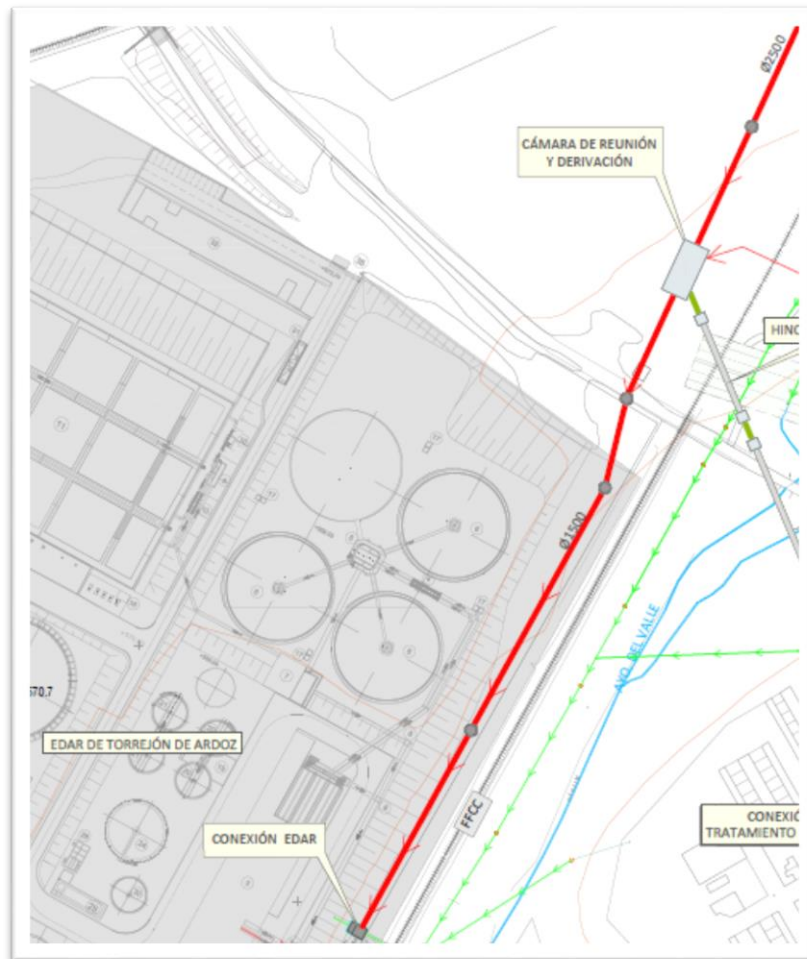 Ø2500
CÁMARA DE REUNIÓN
Y DERIVACIÓN
HINC
Ø1500
AYO. DEL VALLE
570.7
EDAR DE TORREJÓN DE ARDOZ
FFCC
CONEXIÓ
TRATAMIENTO
CONEXIÓN EDAR